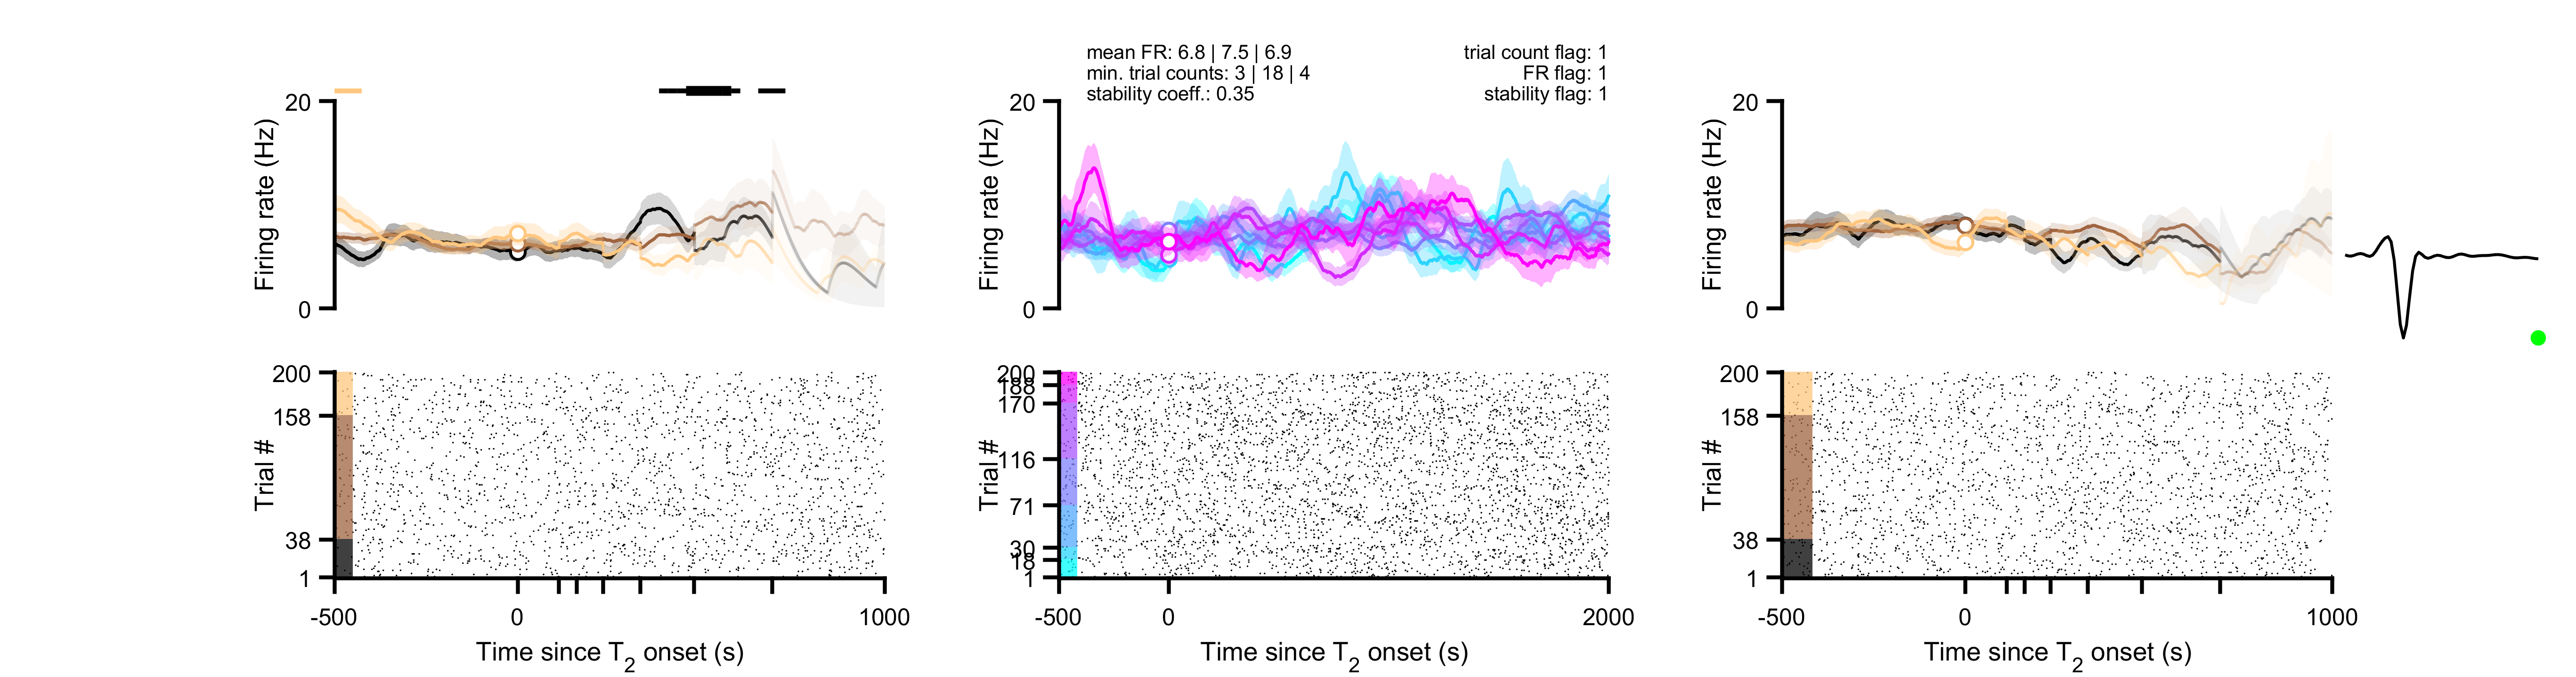 mean FR: 6.8 | 7.5 | 6.9
min. trial counts: 3 | 18 | 4
stability coeff.: 0.35
trial count flag: 1
FR flag: 1
stability flag: 1
20
0
Firing rate (Hz)
20
0
Firing rate (Hz)
20
0
Firing rate (Hz)
200
158
38
1
Trial #
-500
0
1000
Time since T2 onset (s)
200
188
170
116
71
30
18
1
Trial #
-500
0
2000
Time since T2 onset (s)
200
158
38
1
Trial #
-500
0
1000
Time since T2 onset (s)